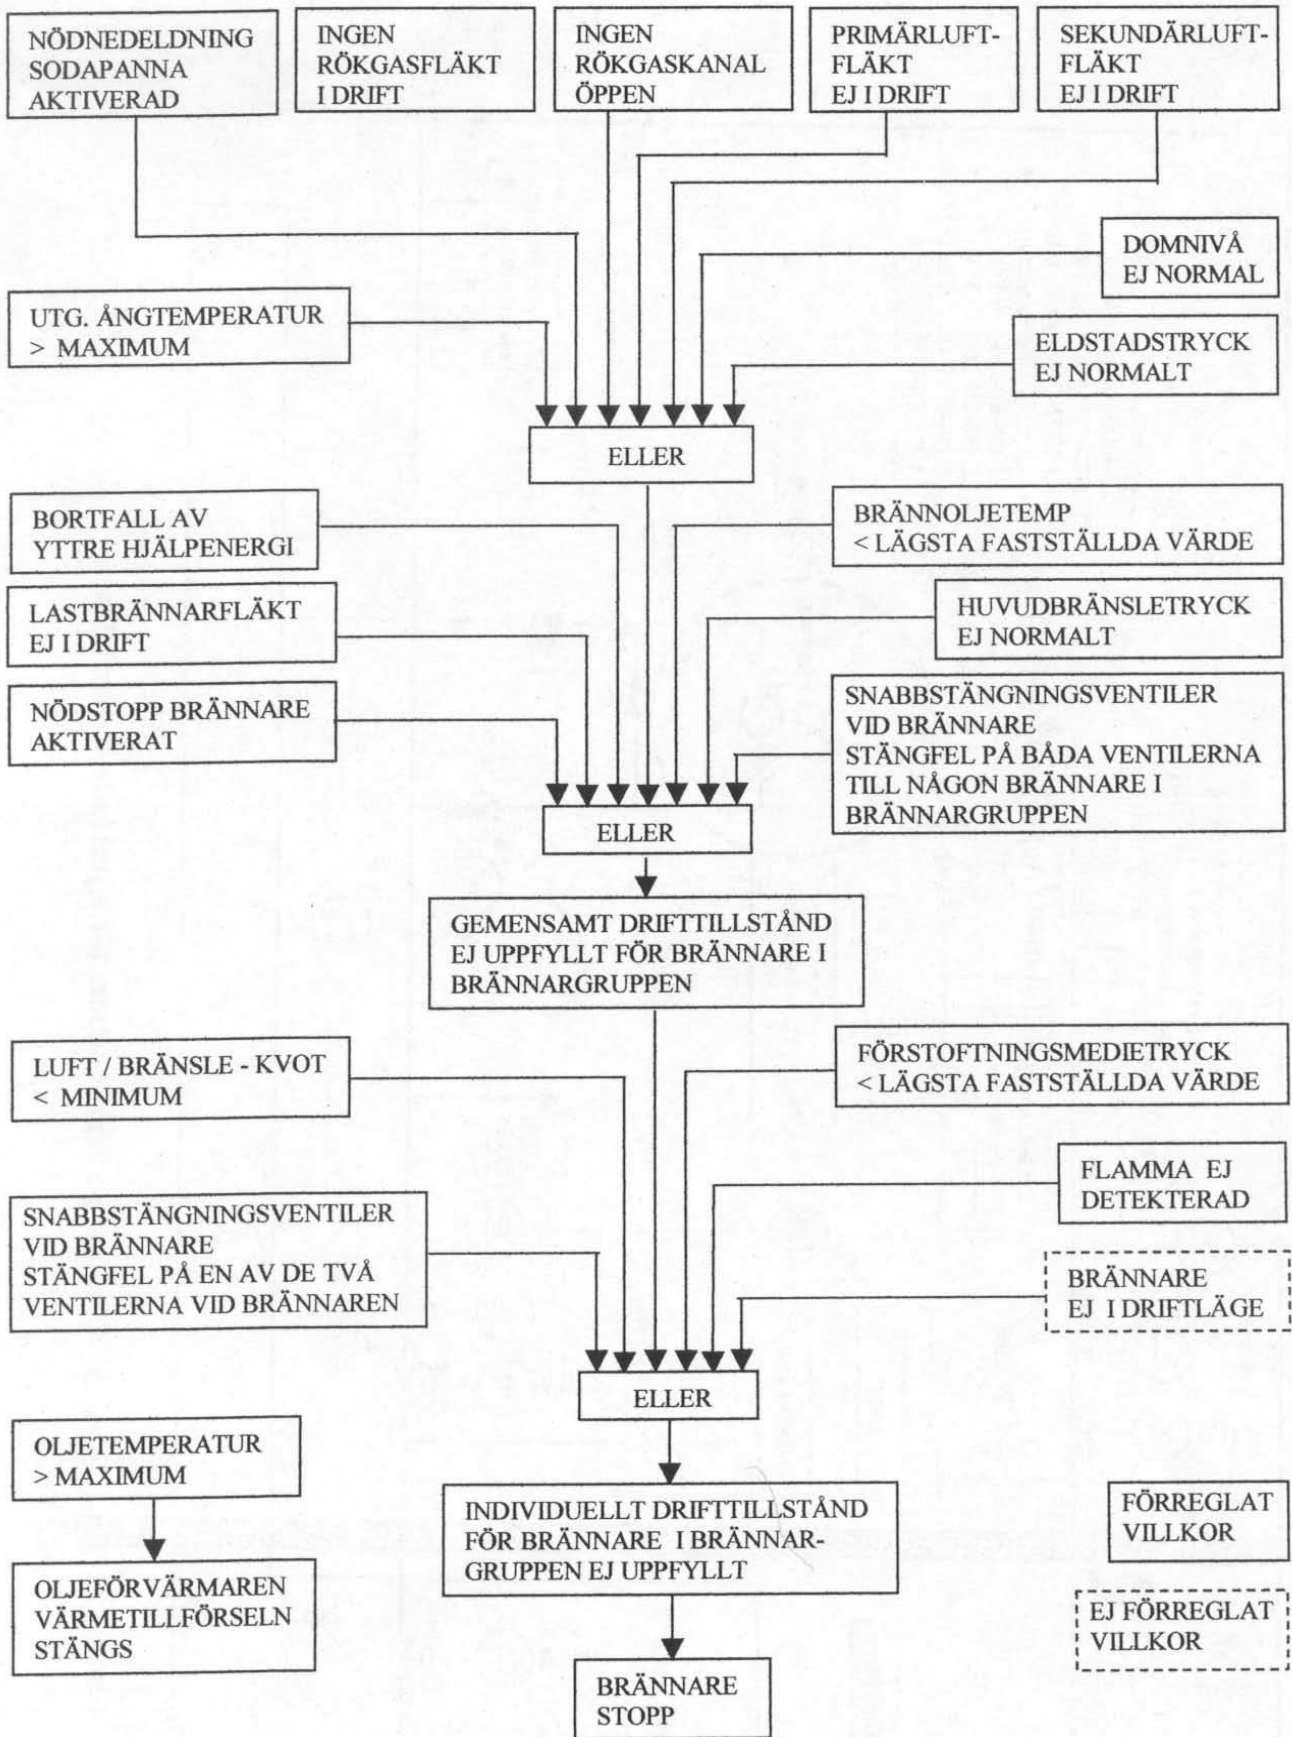 NÖDNEDELDNING
SODAPANNA
AKTIVERAD
INGEN
RÖKGASFLÄKT
I DRIFT
INGEN
RÖKGASKANAL
ÖPPEN
PRIMÄRLUFT-
FLÄKT
EJ I DRIFT
SEKUNDÄRLUFT-
FLÄKT
EJ I DRIFT
DOMNIVÅ
EJ NORMAL
UTG. ÅNGTEMPERATUR
> MAXIMUM
ELDSTADSTRYCK
EJ NORMALT
ELLER
BORTFALL AV
YTTRE HJÄLPENERGI
BRÄNNOLJETEMP
< LÄGSTA FASTSTÄLLDA VÄRDE
LASTBRÄNNARFLÄKT
EJ I DRIFT
HUVUDBRÄNSLETRYCK
EJ NORMALT
NÖDSTOPP BRÄNNARE
AKTIVERAT
SNABBSTÄNGNINGSVENTILER
VID BRÄNNARE
STÄNGFEL PÅ BÅDA VENTILERNA
TILL NÅGON BRÄNNARE I
BRÄNNARGRUPPEN
ELLER
GEMENSAMT DRIFTTILLSTÅND
EJ UPPFYLLT FÖR BRÄNNARE I
BRÄNNARGRUPPEN
LUFT / BRÄNSLE - KVOT
< MINIMUM
FÖRSTOFTNINGSMEDIETRYCK
< LÄGSTA FASTSTÄLLDA VÄRDE
FLAMMA EJ
DETEKTERAD
SNABBSTÄNGNINGSVENTILER
VID BRÄNNARE
STÄNGFEL PÅ EN AV DE TVÅ
VENTILERNA VID BRÄNNAREN
BRÄNNARE
EJ I DRIFTLÄGE
ELLER
OLJETEMPERATUR
> MAXIMUM
INDIVIDUELLT DRIFTTILLSTÅND
FÖR BRÄNNARE I BRÄNNAR-
GRUPPEN EJ UPPFYLLT
FÖRREGLAT
VILLKOR
OLJEFÖRVÄRMAREN
VÄRMETILLFÖRSELN
STÄNGS
EJ FÖRREGLAT
VILLKOR
BRÄNNARE
STOPP